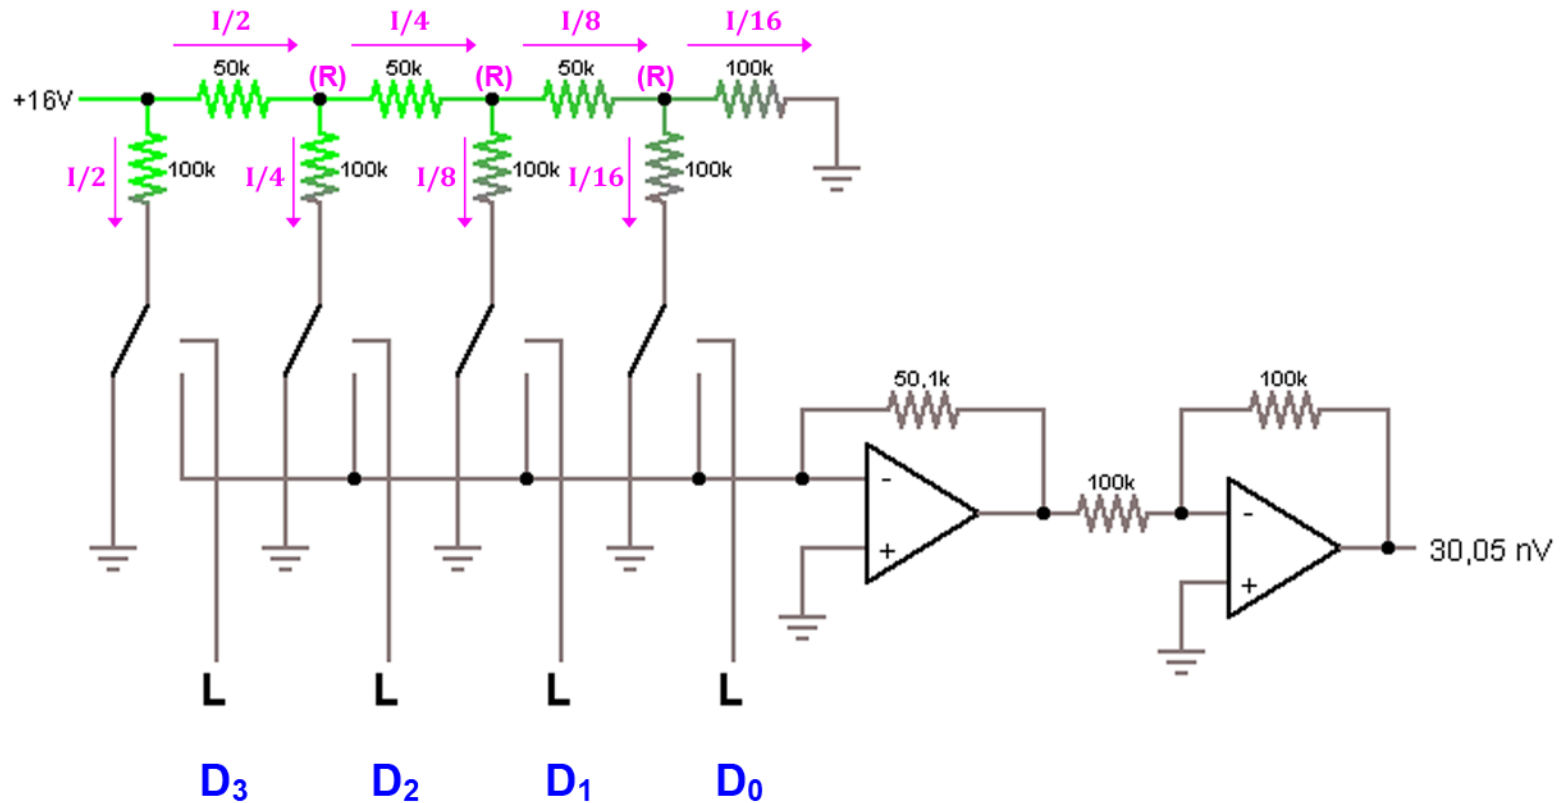 I/2 I/4 I/8 I/16
50k (R) 50k (R) 50k (R) 100k
+16V
I/2 100k I/4 100k I/8 100k I/16 100k
50,1k 100k
- 100k -
+ + 30,05 nV
L L L L
D3 D2 D1 D0